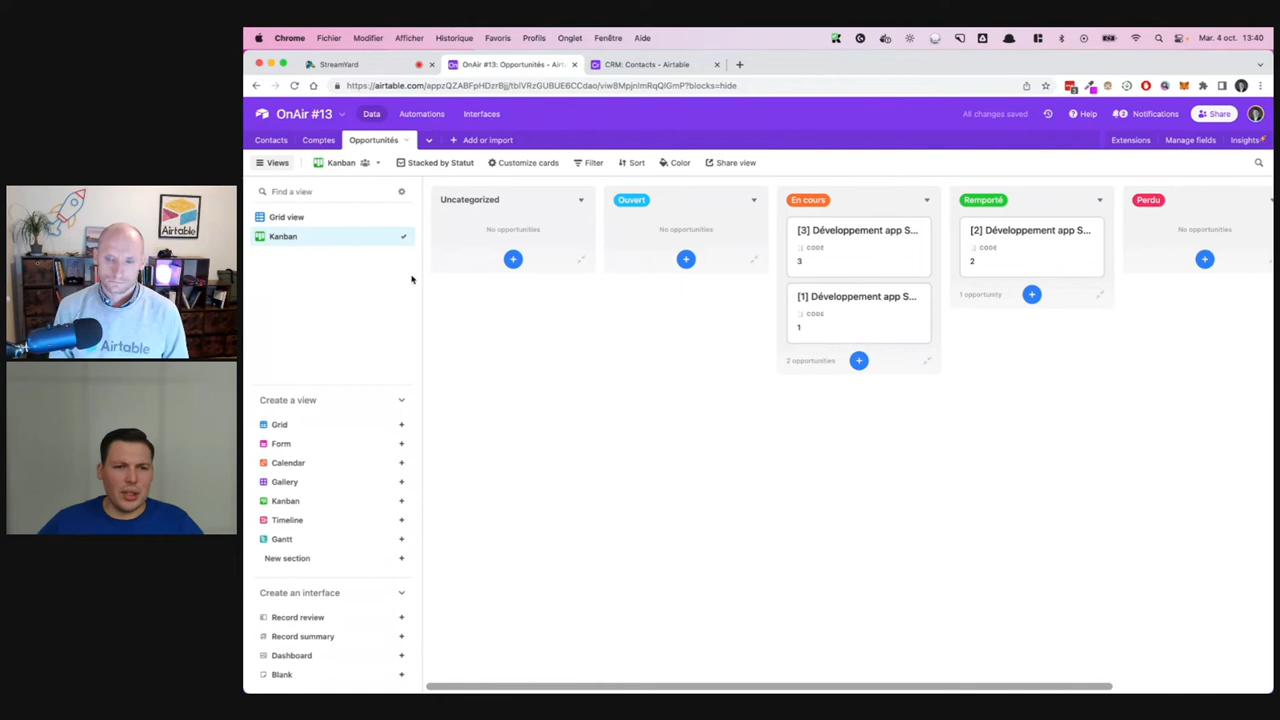 Chrome Fichier Modifier Afficher Historique Favoris Profils Onglet Fenêtre Aide
Mar. 4 oct. 13:40
StreamYard
OnAir #13: Opportunités - Airt
CRM: Contacts - Airtable
https://airtable.com/appzQZABFpHDzrBjj/tblVRzGUBUE6CCdao/viw8MpjnlmRqQlGmP?blocks=hide
OnAir #13
Data
Automations
Interfaces
All changes saved
Help
2
Notifications
Share
Contacts
Comptes
Opportunités
Add or import
Extensions
Manage fields
Insights
Views
Kanban
Stacked by Statut
Customize cards
Filter
Sort
Color
Share view
Find a view
Grid view
Kanban
Uncategorized
No opportunities
Ouvert
No opportunities
En cours
[3] Développement app S...
CODE
3
[1] Développement app S...
CODE
1
2 opportunities
Remporté
[2] Développement app S...
CODE
2
1 opportunity
Perdu
No opportunities
Create a view
Grid
Form
Calendar
Gallery
Kanban
Timeline
Gantt
New section
Create an interface
Record review
Record summary
Dashboard
Blank
Airtable
Airtable